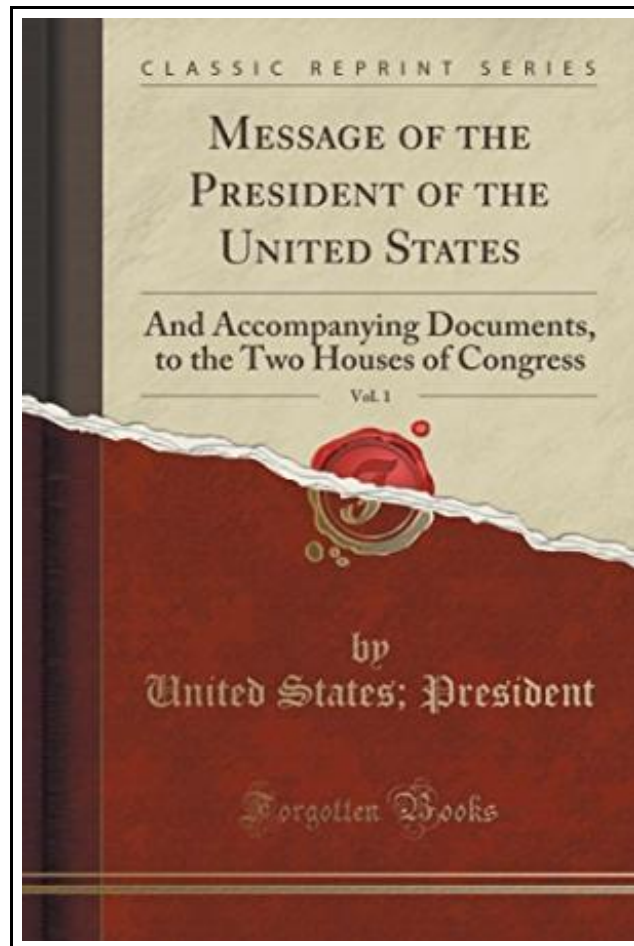 CLASSIC REPRINT SERIES
MESSAGE OF THE
PRESIDENT OF THE
UNITED STATES
And Accompanying Documents,
to the Two Houses of Congress
Vol. 1
by
United States; President
Forgotten Books